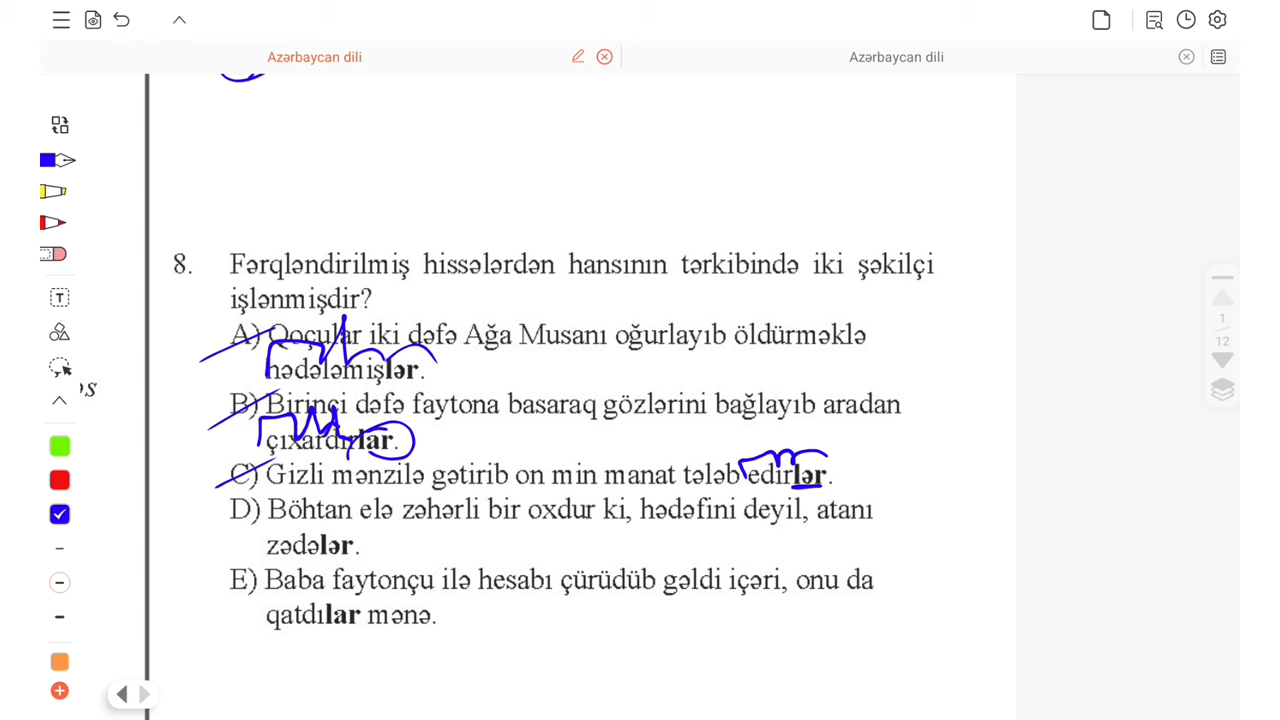 Azərbaycan dili
Azərbaycan dili
8. Fərqləndirilmiş hissələrdən hansının tərkibində iki şəkilçi
işlənmişdir?
A) Qoçular iki dəfə Ağa Musanı oğurlayıb öldürməklə
hədələmişlər.
B) Birinci dəfə faytona basaraq gözlərini bağlayıb aradan
çıxardırlar.
C) Gizli mənzilə gətirib on min manat tələb edirlər.
D) Böhtan elə zəhərli bir oxdur ki, hədəfini deyil, atanı
zədələr.
E) Baba faytonçu ilə hesabı çürüdüb gəldi içəri, onu da
qatdılar mənə.
T
1
12